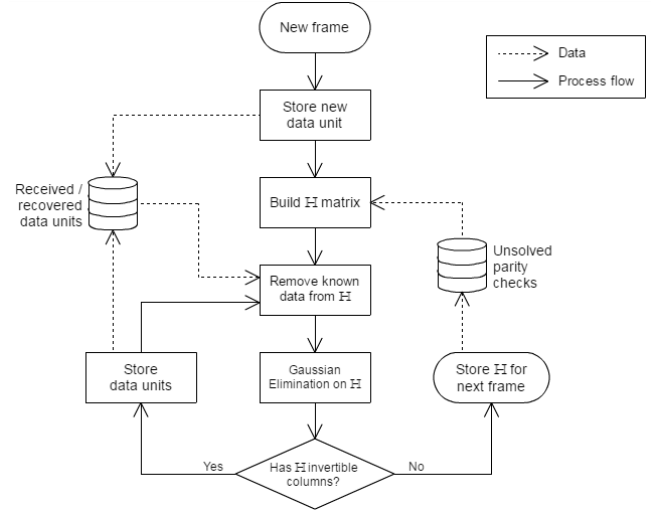 New frame
Data
Process flow
Store new
data unit
Received /
recovered
data units
Build H matrix
Unsolved
parity
checks
Remove known
data from H
Store
data units
Gaussian
Elimination on H
Store H for
next frame
Yes
Has H invertible
columns?
No